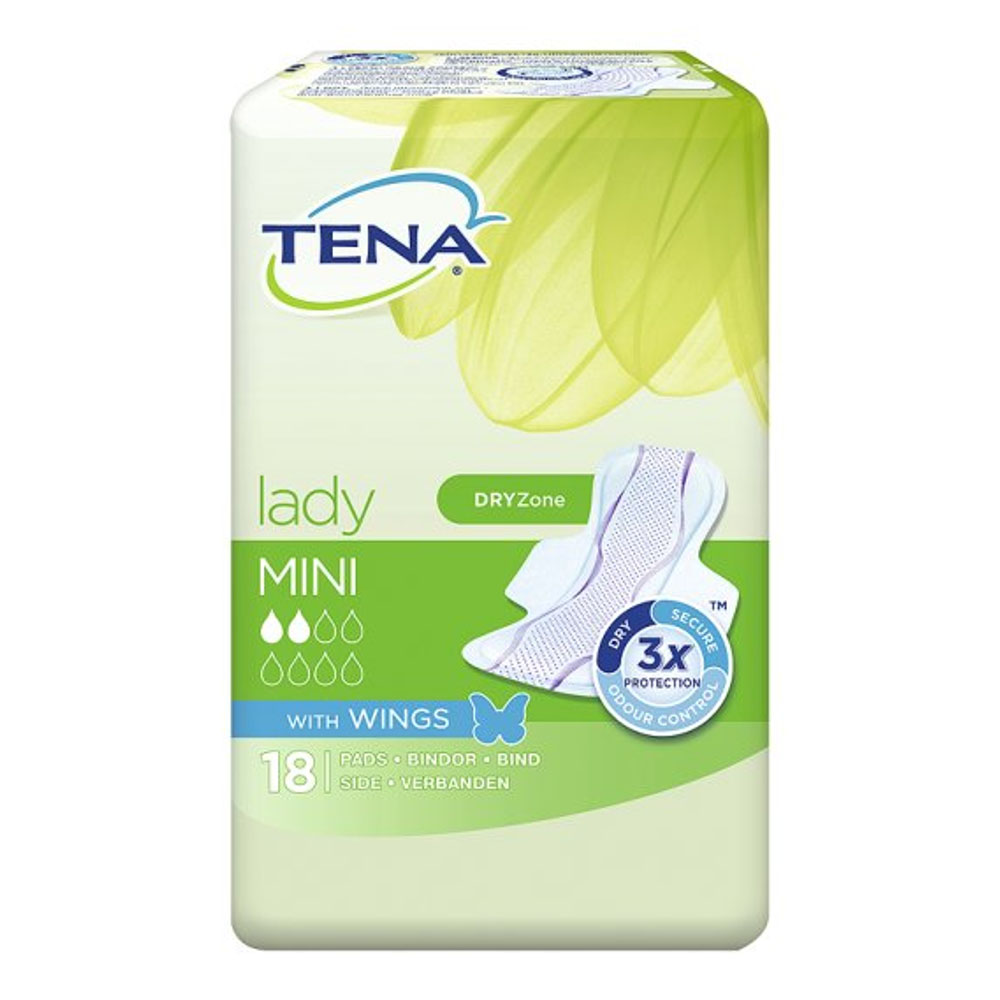 TENA
®
lady
DRYZone
MINI
™
DRY
SECURE
3x
PROTECTION
ODOUR CONTROL
WITH WINGS
18
PADS • BINDOR • BIND
SIDE • VERBANDEN